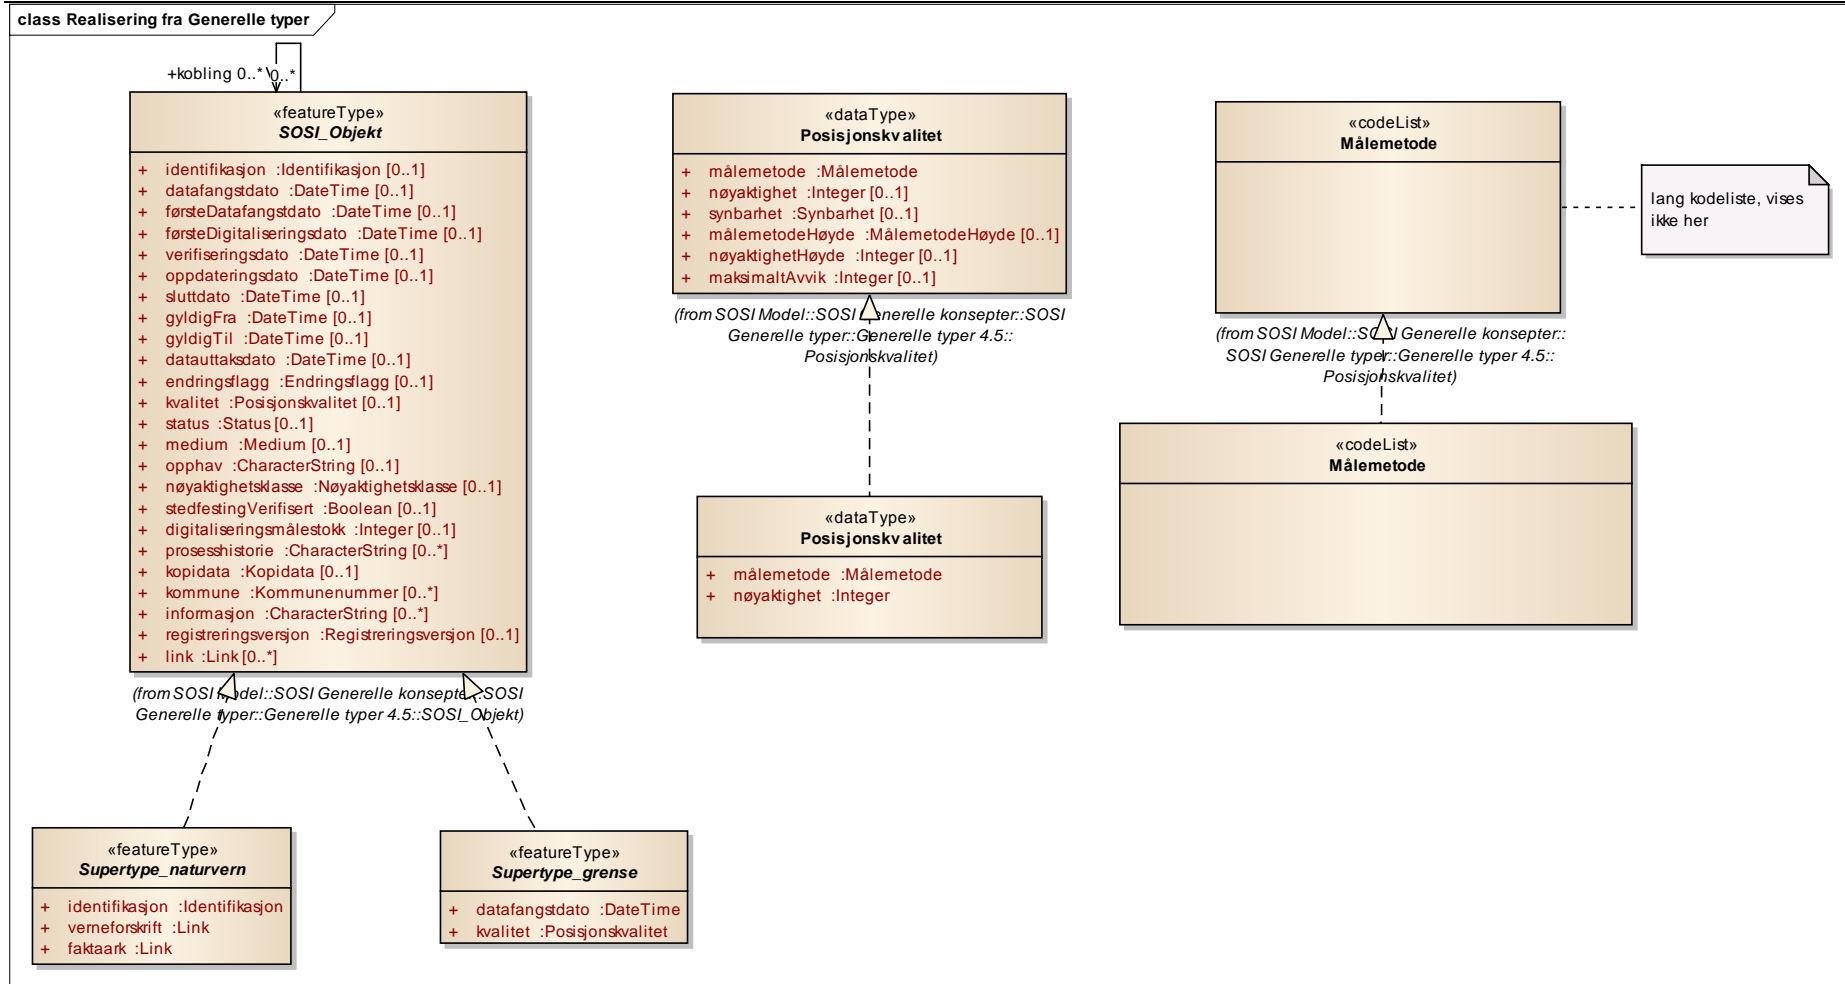 class Realisering fra Generelle typer
+kobling 0..*
0..*
«featureType»
SOSI_Objekt
+ identifikasjon :Identifikasjon [0..1]
+ datafangstdato :DateTime [0..1]
+ førsteDatafangstdato :DateTime [0..1]
+ førsteDigitaliseringsdato :DateTime [0..1]
+ verifiseringsdato :DateTime [0..1]
+ oppdateringsdato :DateTime [0..1]
+ sluttdato :DateTime [0..1]
+ gyldigFra :DateTime [0..1]
+ gyldigTil :DateTime [0..1]
+ datauttaksdato :DateTime [0..1]
+ endringsflagg :Endringsflagg [0..1]
+ kvalitet :Posisjonskvalitet [0..1]
+ status :Status [0..1]
+ medium :Medium [0..1]
+ opphav :CharacterString [0..1]
+ nøyaktighetsklasse :Nøyaktighetsklasse [0..1]
+ stedfestingVerifisert :Boolean [0..1]
+ digitaliseringsmålestokk :Integer [0..1]
+ prosesshistorie :CharacterString [0..*]
+ kopidata :Kopidata [0..1]
+ kommune :Kommunenummer [0..*]
+ informasjon :CharacterString [0..*]
+ registreringsversjon :Registreringsversjon [0..1]
+ link :Link [0..*]
(from SOSI Model::SOSI Generelle konsepter::SOSI
Generelle typer::Generelle typer 4.5::SOSI_Objekt)
«featureType»
Supertype_naturvern
+ identifikasjon :Identifikasjon
+ verneforskrift :Link
+ faktaark :Link
«featureType»
Supertype_grense
+ datafangstdato :DateTime
+ kvalitet :Posisjonskvalitet
«dataType»
Posisjonskvalitet
+ målemetode :Målemetode
+ nøyaktighet :Integer [0..1]
+ synbarhet :Synbarhet [0..1]
+ målemetodeHøyde :MålemetodeHøyde [0..1]
+ nøyaktighetHøyde :Integer [0..1]
+ maksimaltAvvik :Integer [0..1]
(from SOSI Model::SOSI Generelle konsepter::SOSI
Generelle typer::Generelle typer 4.5::
Posisjonskvalitet)
«dataType»
Posisjonskvalitet
+ målemetode :Målemetode
+ nøyaktighet :Integer
«codeList»
Målemetode
(from SOSI Model::SOSI Generelle konsepter::
SOSI Generelle typer::Generelle typer 4.5::
Posisjonskvalitet)
«codeList»
Målemetode
lang kodeliste, vises
ikke her